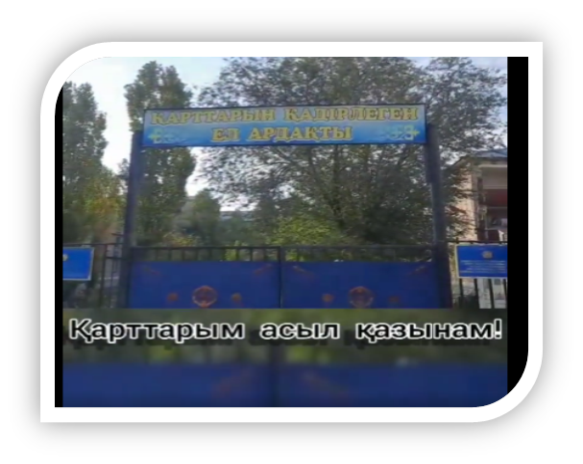 ҚАРТТАРЫН ҚАДІРЛЕГЕН
ЕЛ АРДАҚТЫ
Қарттарым асыл қазынам!